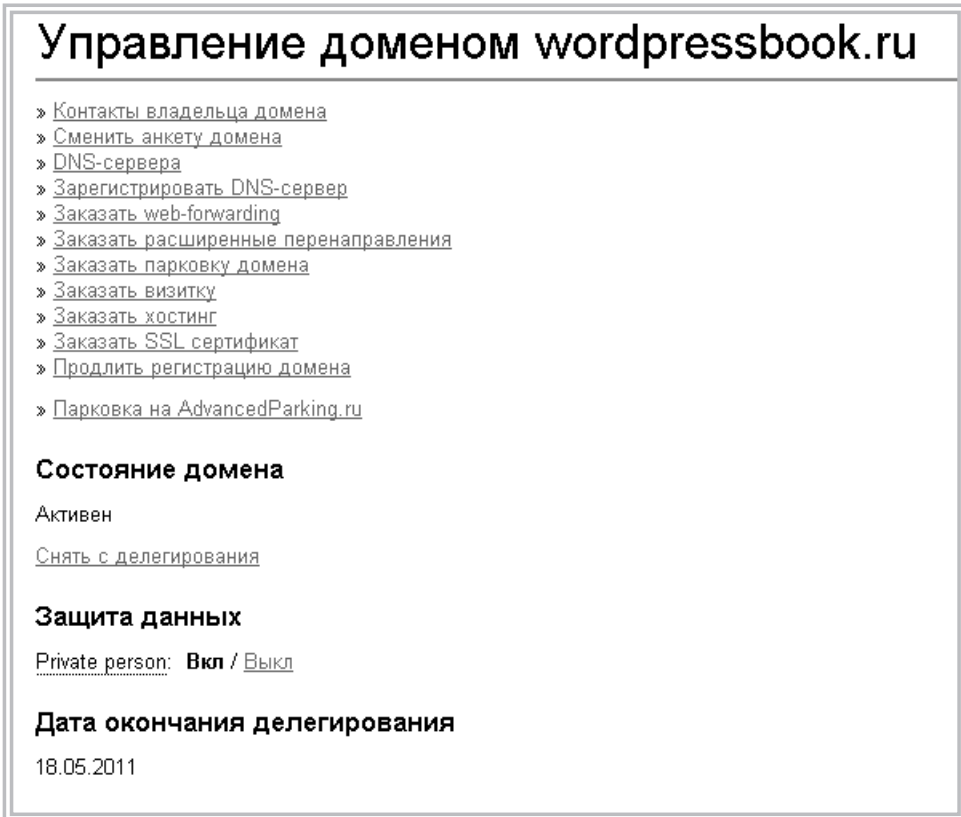 Управление доменом wordpressbook.ru
» Контакты владельца домена
» Сменить анкету домена
» DNS-сервера
» Зарегистрировать DNS-сервер
» Заказать web-forwarding
» Заказать расширенные перенаправления
» Заказать парковку домена
» Заказать визитку
» Заказать хостинг
» Заказать SSL сертификат
» Продлить регистрацию домена
» Парковка на AdvancedParking.ru
Состояние домена
Активен
Снять с делегирования
Защита данных
Private person: Вкл / Выкл
Дата окончания делегирования
18.05.2011